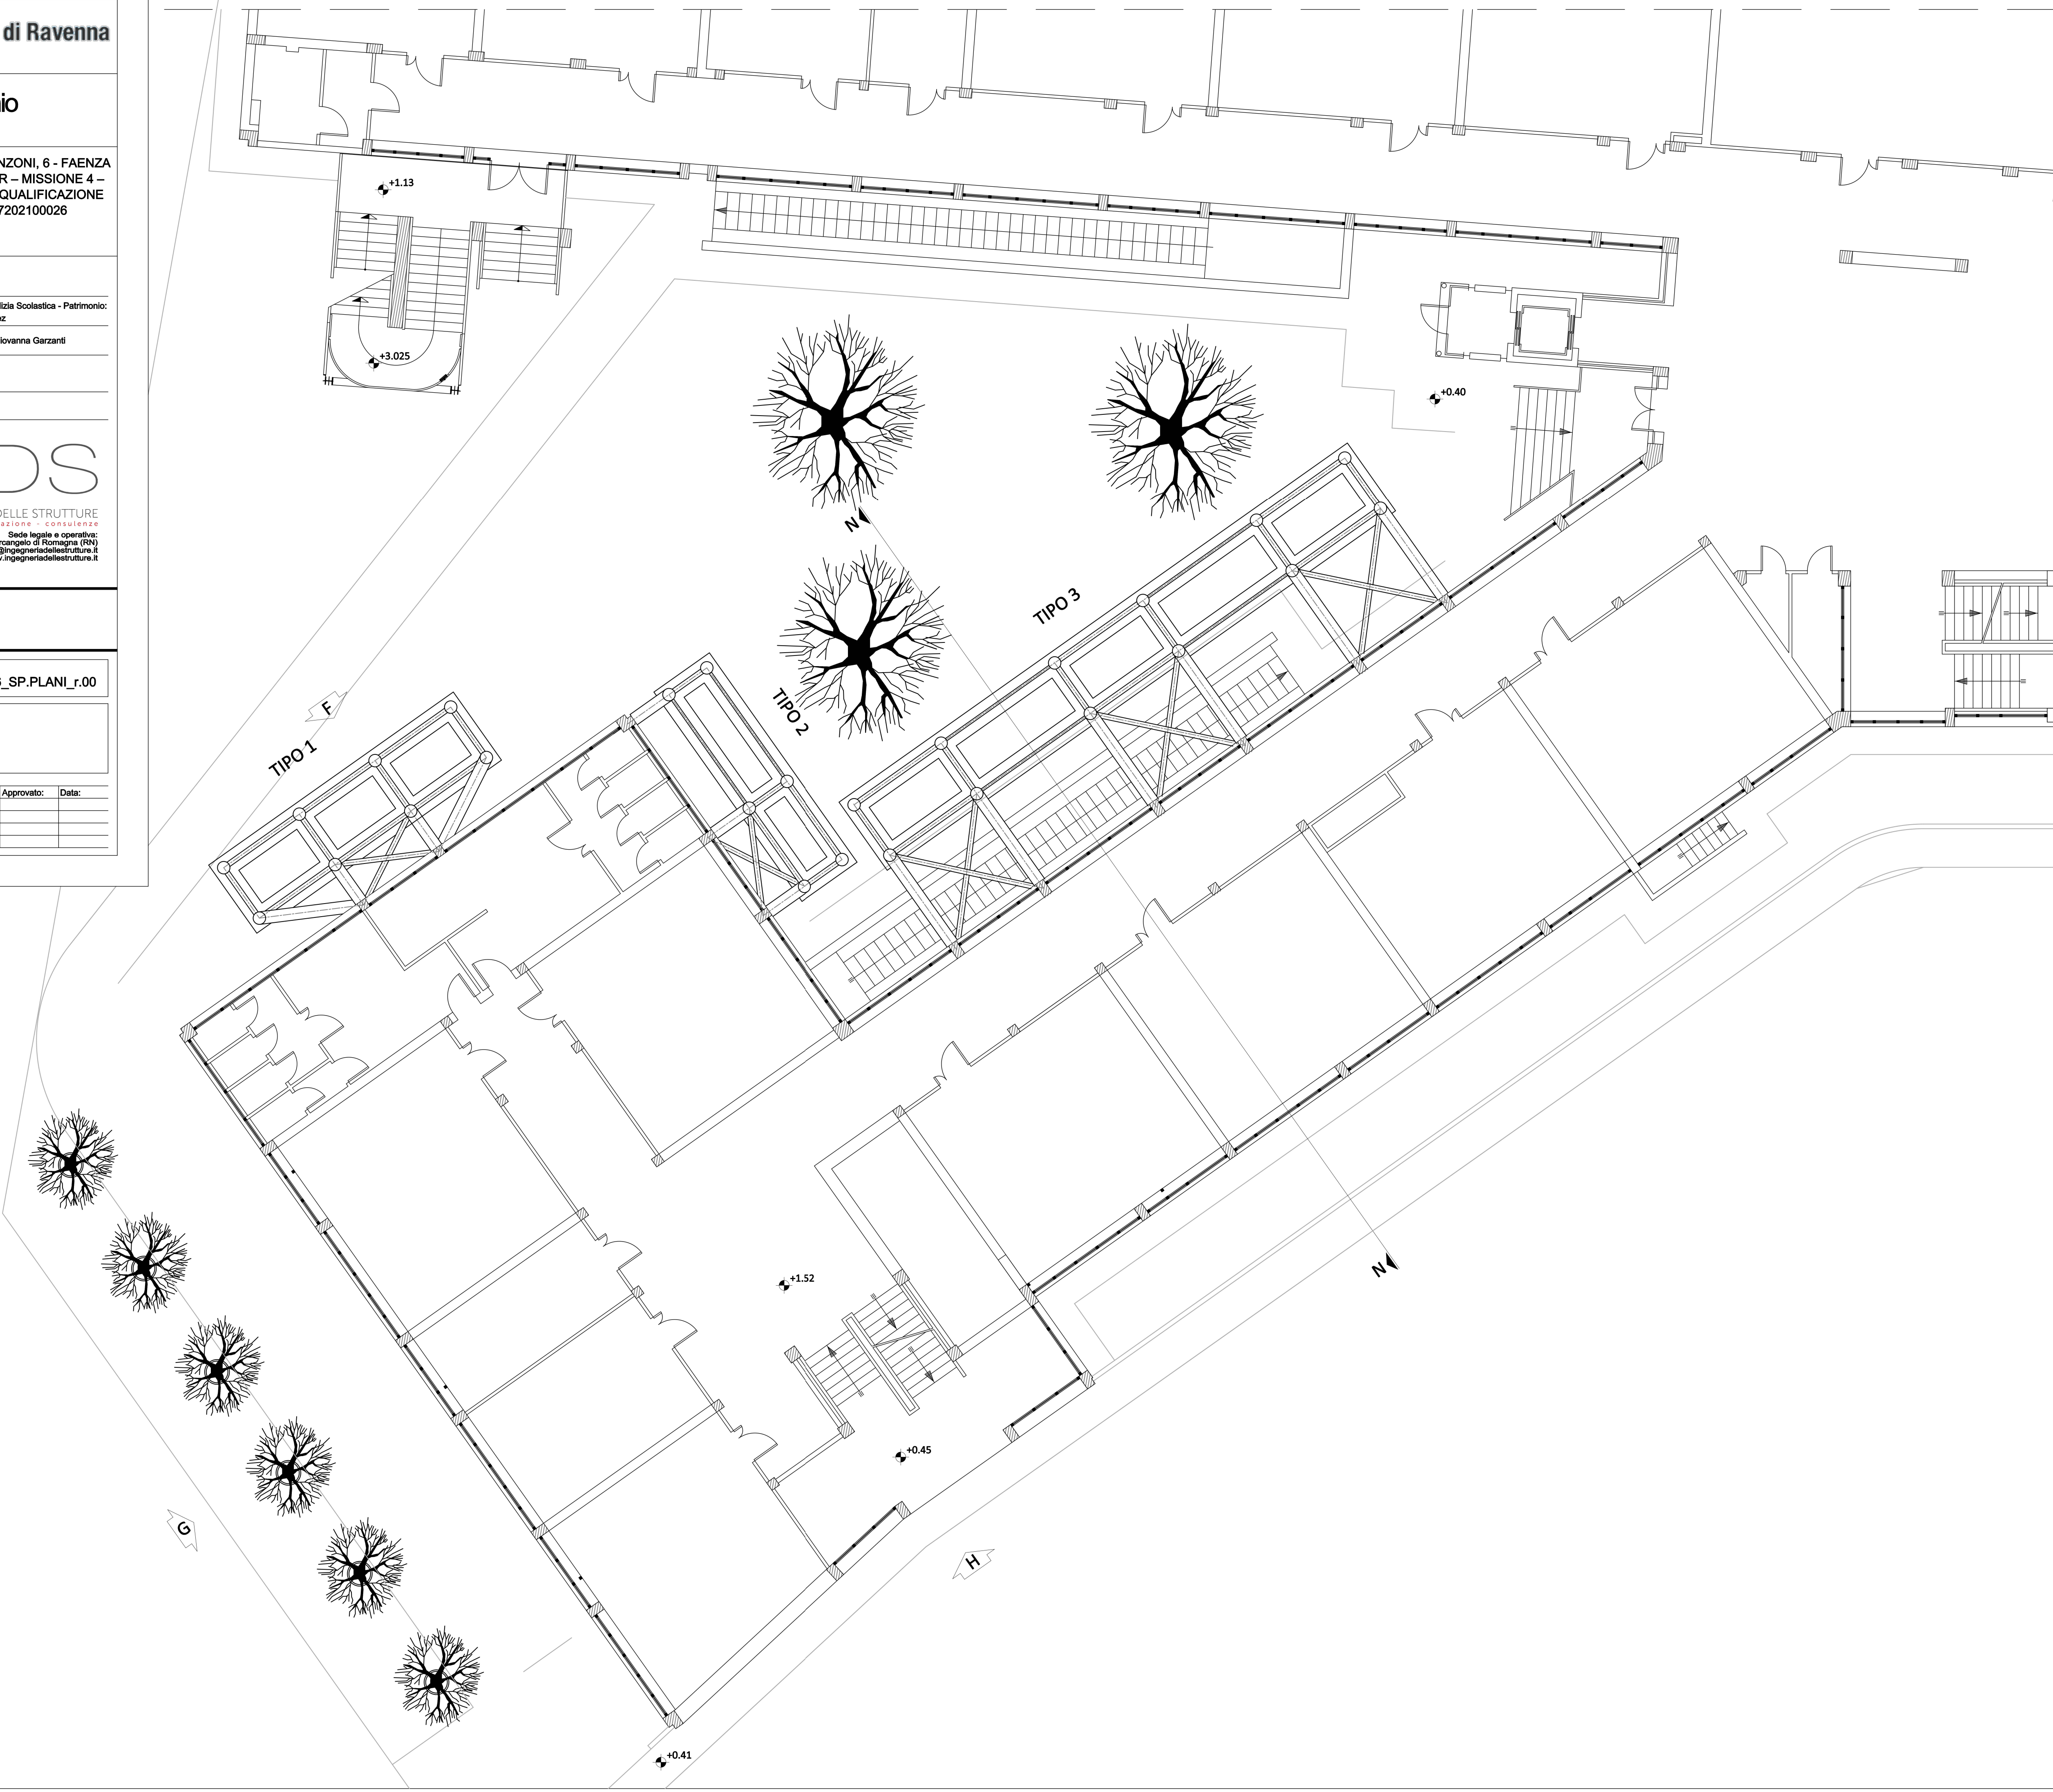 di Ravenna
NZONI, 6 - FAENZA
R – MISSIONE 4 –
QUALIFICAZIONE
7202100026
lizia Scolastica - Patrimonio:
ez
iovanna Garzanti
DS
DELLE STRUTTURE
azione - consulenze
Sede legale e operativa:
rcangelo di Romagna (RN)
@ingegneriadellestrutture.it
.ingegneriadellestrutture.it
_SP.PLANI_r.00
Approvato: Data:
+1.13
+3.025
+0.40
N
TIPO 3
TIPO 2
F
TIPO 1
+1.52
N
+0.45
G
H
+0.41